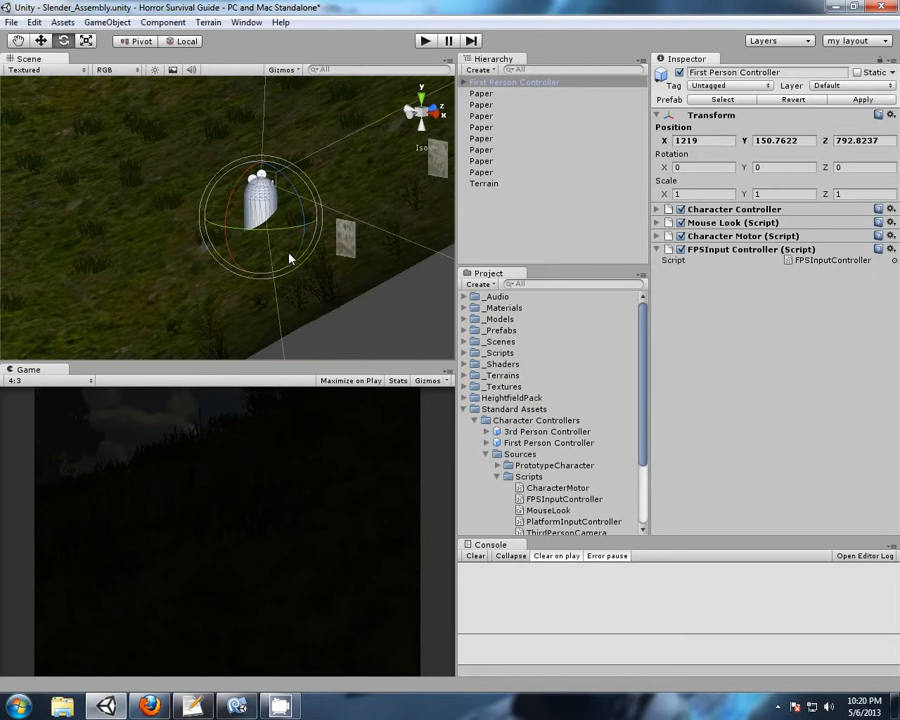 Unity - Slender_Assembly.unity - Horror Survival Guide - PC and Mac Standalone*
File Edit Assets GameObject Component Terrain Window Help
Pivot Local Layers my layout
Scene
Textured RGB Gizmos All
y
z
x
Iso
Game
4:3 Maximize on Play Stats Gizmos
Hierarchy
Create All
First Person Controller
Paper
Paper
Paper
Paper
Paper
Paper
Paper
Paper
Terrain
Project
Create All
_Audio
_Materials
_Models
_Prefabs
_Scenes
_Scripts
_Shaders
_Terrains
_Textures
HeightfieldPack
Standard Assets
Character Controllers
3rd Person Controller
First Person Controller
Sources
PrototypeCharacter
Scripts
CharacterMotor
FPSInputController
MouseLook
PlatformInputController
ThirdPersonCamera
Console
Clear Collapse Clear on play Error pause Open Editor Log
Inspector
First Person Controller Static
Tag Untagged Layer Default
Prefab Select Revert Apply
Transform
Position
X 1219 Y 150.7622 Z 792.8237
Rotation
X 0 Y 0 Z 0
Scale
X 1 Y 1 Z 1
Character Controller
Mouse Look (Script)
Character Motor (Script)
FPSInput Controller (Script)
Script FPSInputController
10:20 PM
5/6/2013